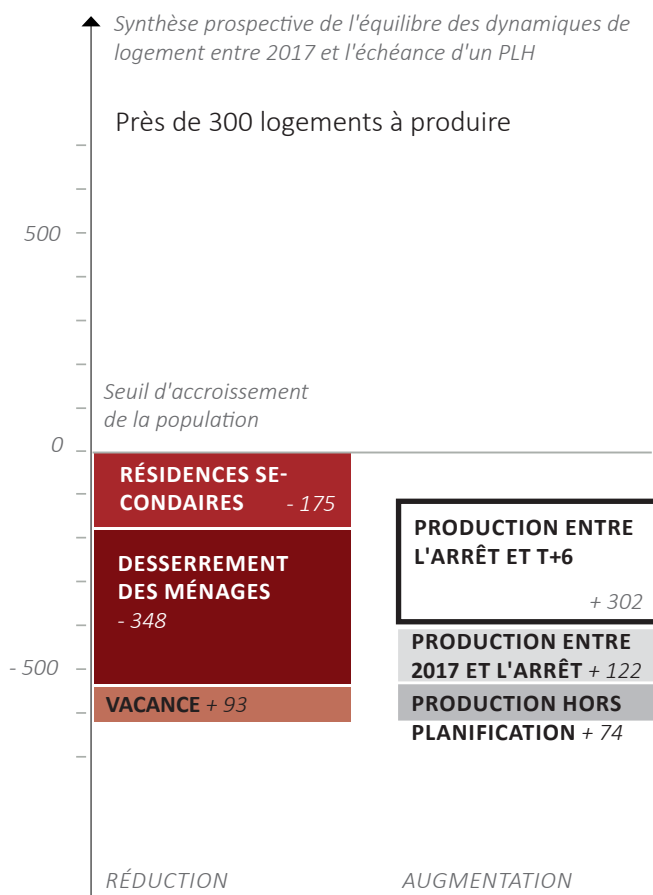 Synthèse prospective de l'équilibre des dynamiques de
logement entre 2017 et l'échéance d'un PLH
Près de 300 logements à produire
500
Seuil d'accroissement
de la population
0
RÉSIDENCES SE-
CONDAIRES - 175
DESSERREMENT
DES MÉNAGES
- 348
VACANCE + 93
- 500
PRODUCTION ENTRE
L'ARRÊT ET T+6
+ 302
PRODUCTION ENTRE
2017 ET L'ARRÊT + 122
PRODUCTION HORS
PLANIFICATION + 74
RÉDUCTION
AUGMENTATION